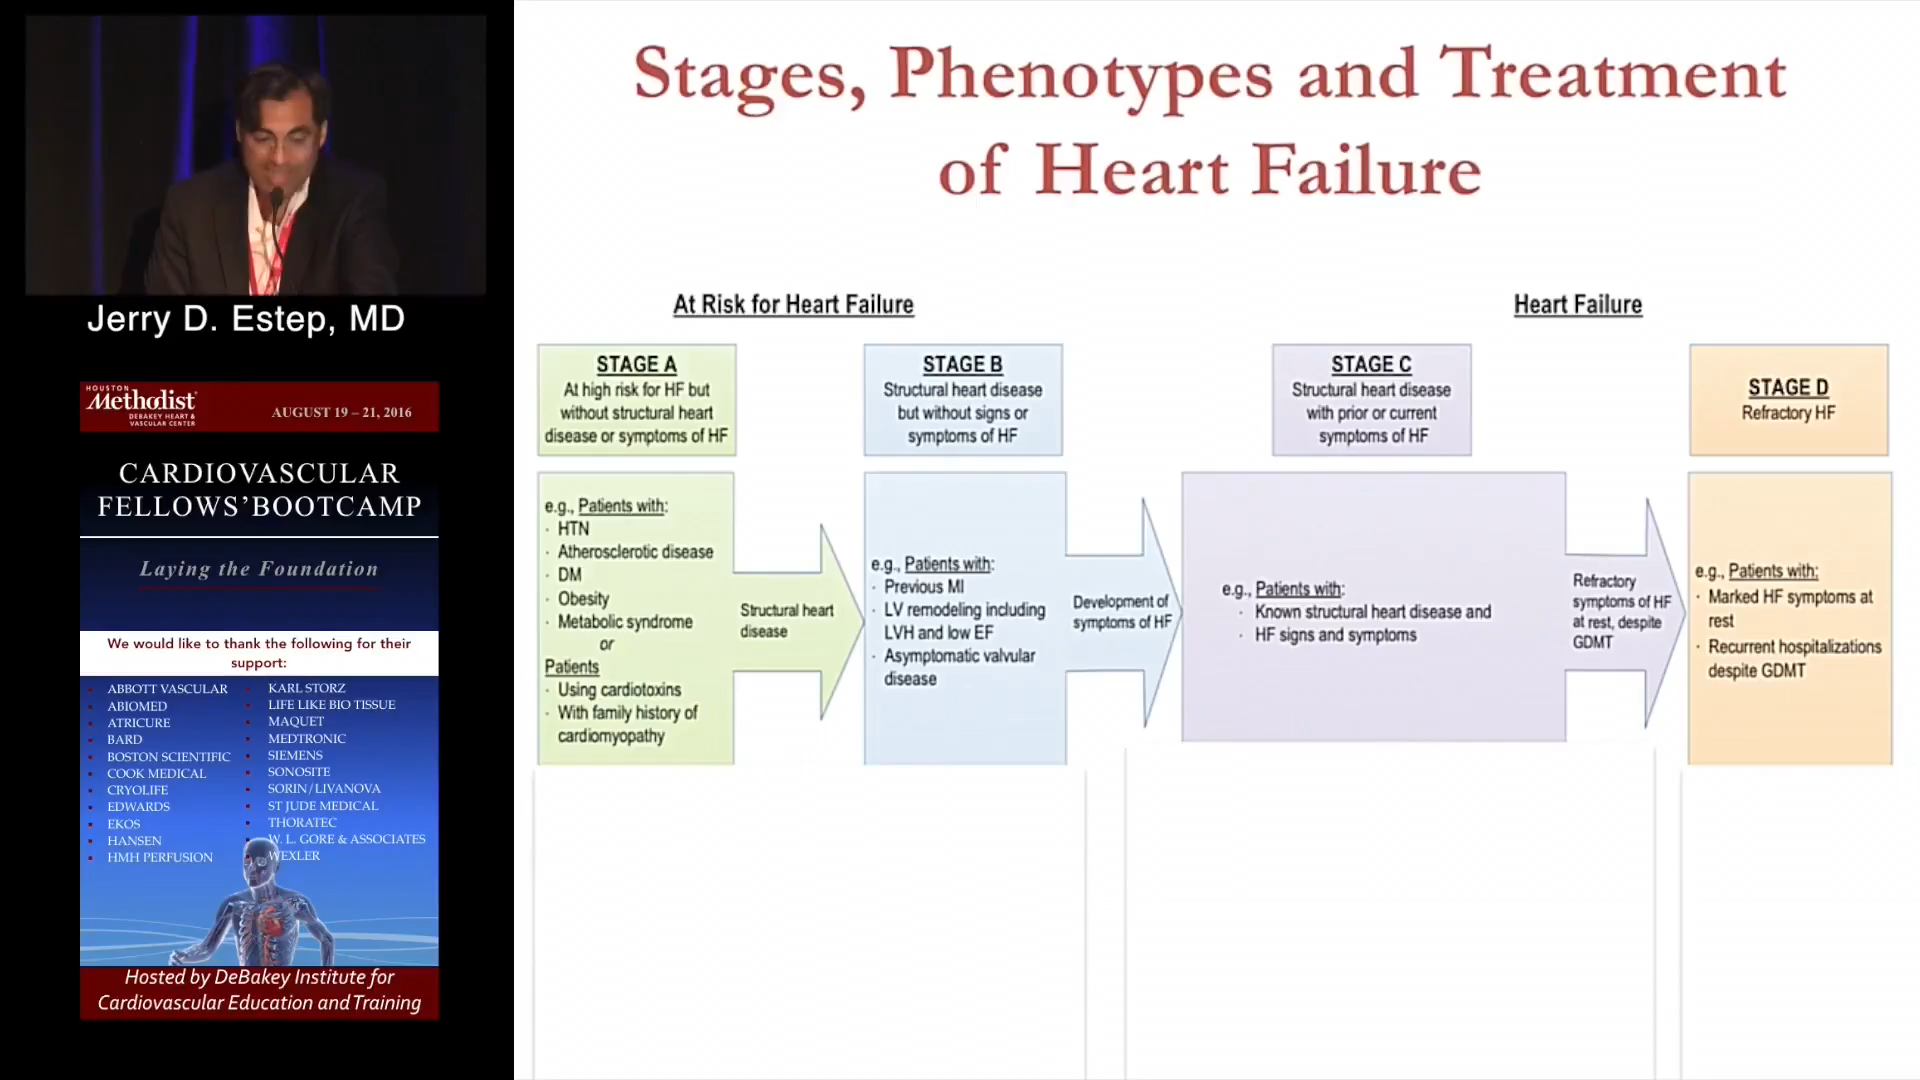 Jerry D. Estep, MD
HOUSTON
Methodist
DEBAKEY HEART &
VASCULAR CENTER
AUGUST 19 – 21, 2016
CARDIOVASCULAR
FELLOWS'BOOTCAMP
Laying the Foundation
We would like to thank the following for their
support:
ABBOTT VASCULAR
ABIOMED
ATRICURE
BARD
BOSTON SCIENTIFIC
COOK MEDICAL
CRYOLIFE
EDWARDS
EKOS
HANSEN
HMH PERFUSION
KARL STORZ
LIFE LIKE BIO TISSUE
MAQUET
MEDTRONIC
SIEMENS
SONOSITE
SORIN/LIVANOVA
ST JUDE MEDICAL
THORATEC
W. L. GORE & ASSOCIATES
WEXLER
Hosted by DeBakey Institute for
Cardiovascular Education and Training
Stages, Phenotypes and Treatment
of Heart Failure
At Risk for Heart Failure
Heart Failure
STAGE A
At high risk for HF but
without structural heart
disease or symptoms of HF
STAGE B
Structural heart disease
but without signs or
symptoms of HF
STAGE C
Structural heart disease
with prior or current
symptoms of HF
STAGE D
Refractory HF
e.g., Patients with:
· HTN
· Atherosclerotic disease
· DM
· Obesity
· Metabolic syndrome
or
Patients
· Using cardiotoxins
· With family history of
cardiomyopathy
Structural heart
disease
e.g., Patients with:
· Previous MI
· LV remodeling including
LVH and low EF
· Asymptomatic valvular
disease
Development of
symptoms of HF
e.g., Patients with:
· Known structural heart disease and
· HF signs and symptoms
Refractory
symptoms of HF
at rest, despite
GDMT
e.g., Patients with:
· Marked HF symptoms at
rest
· Recurrent hospitalizations
despite GDMT